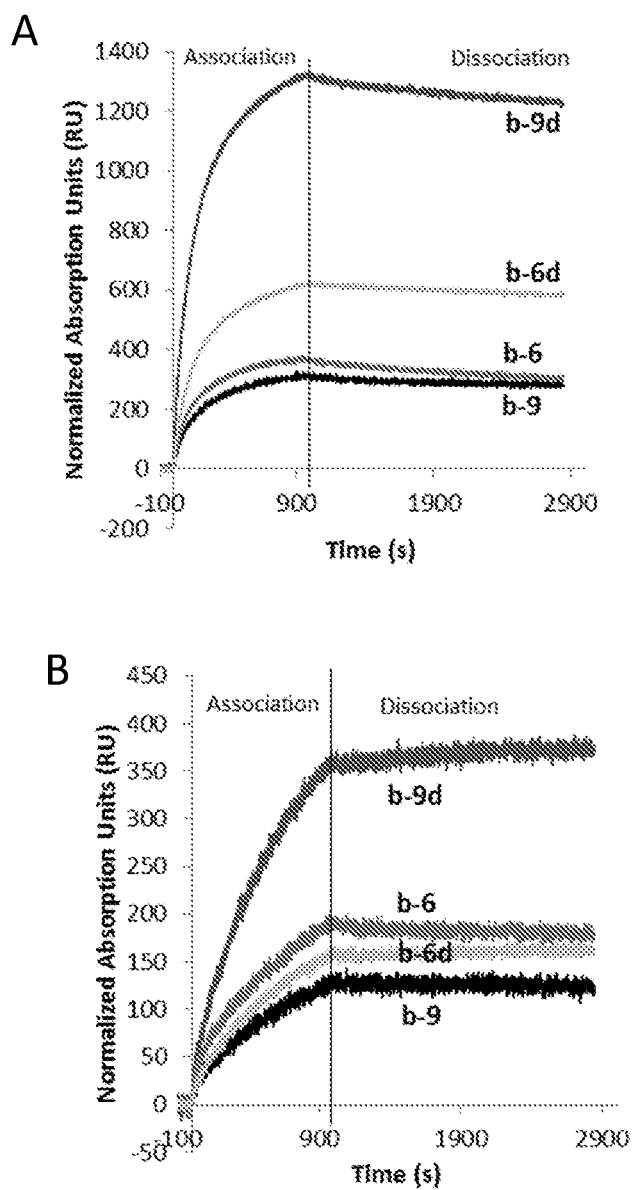 A
1400
Association
Dissociation
1200
b-9d
1000
800
600
b-6d
400
b-6
200
b-9
0
-100
900
1900
2900
-200
Time (s)
Normalized Absorption Units (RU)
B
450
Association
Dissociation
400
350
b-9d
300
250
200
b-6
150
b-6d
100
b-9
50
0
-50
-100
900
1900
2900
Time (s)
Normalized Absorption Units (RU)